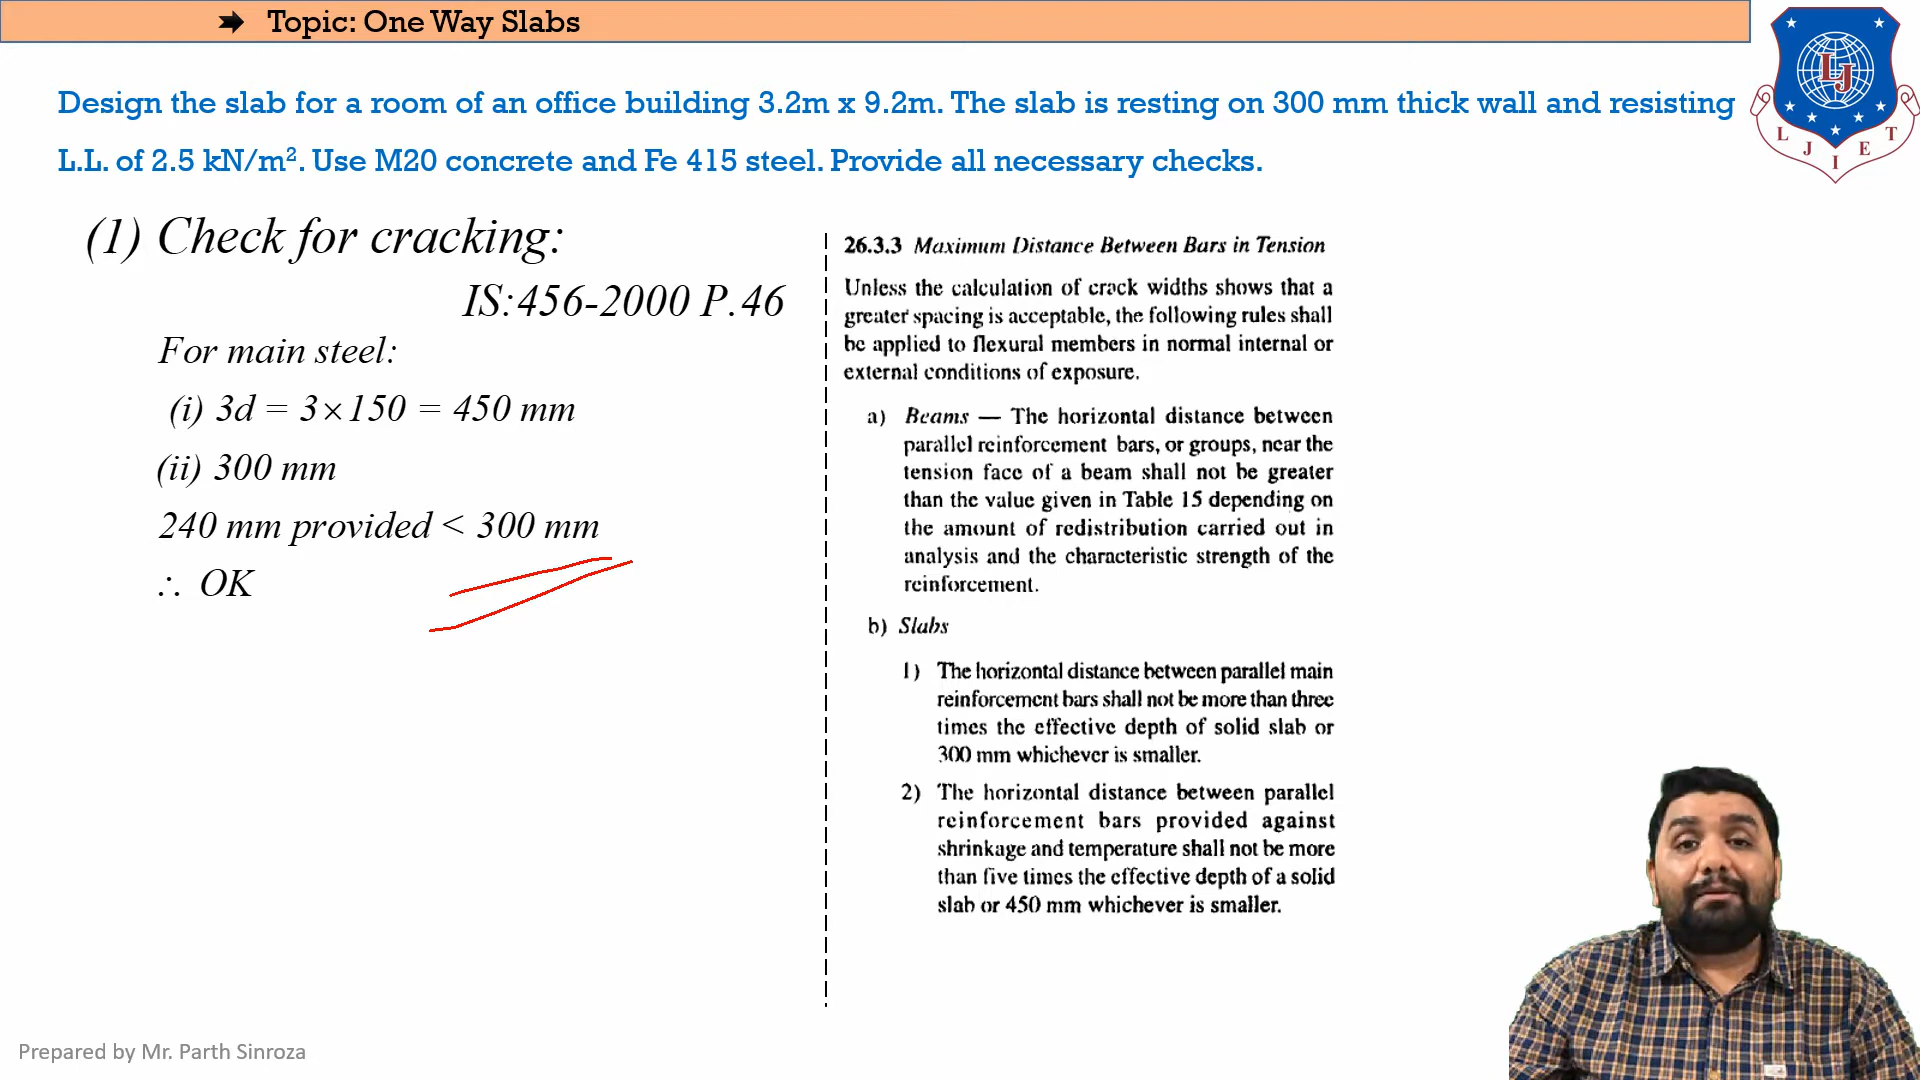 ➡ Topic: One Way Slabs
Design the slab for a room of an office building 3.2m x 9.2m. The slab is resting on 300 mm thick wall and resisting
L.L. of 2.5 kN/m². Use M20 concrete and Fe 415 steel. Provide all necessary checks.
LJ
L J I E T
(1) Check for cracking:
IS:456-2000 P.46
For main steel:
(i) 3d = 3×150 = 450 mm
(ii) 300 mm
240 mm provided < 300 mm
∴ OK
26.3.3 Maximum Distance Between Bars in Tension
Unless the calculation of crack widths shows that a
greater spacing is acceptable, the following rules shall
be applied to flexural members in normal internal or
external conditions of exposure.
a) Beams — The horizontal distance between
parallel reinforcement bars, or groups, near the
tension face of a beam shall not be greater
than the value given in Table 15 depending on
the amount of redistribution carried out in
analysis and the characteristic strength of the
reinforcement.
b) Slabs
1) The horizontal distance between parallel main
reinforcement bars shall not be more than three
times the effective depth of solid slab or
300 mm whichever is smaller.
2) The horizontal distance between parallel
reinforcement bars provided against
shrinkage and temperature shall not be more
than five times the effective depth of a solid
slab or 450 mm whichever is smaller.
Prepared by Mr. Parth Sinroza